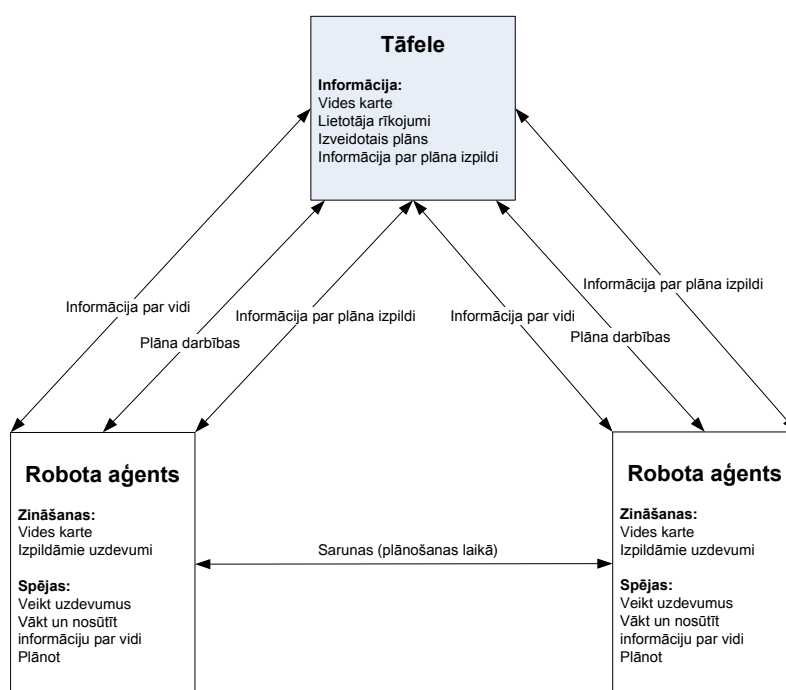 Tāfele
Informācija:
Vides karte
Lietotāja rīkojumi
Izveidotais plāns
Informācija par plāna izpildi
Informācija par plāna izpildi
Informācija par vidi
Informācija par plāna izpildi
Informācija par vidi
Plāna darbības
Plāna darbības
Robota aģents
Zināšanas:
Vides karte
Izpildāmie uzdevumi
Spējas:
Veikt uzdevumus
Vākt un nosūtīt
informāciju par vidi
Plānot
Sarunas (plānošanas laikā)
Robota aģents
Zināšanas:
Vides karte
Izpildāmie uzdevumi
Spējas:
Veikt uzdevumus
Vākt un nosūtīt
informāciju par vidi
Plānot